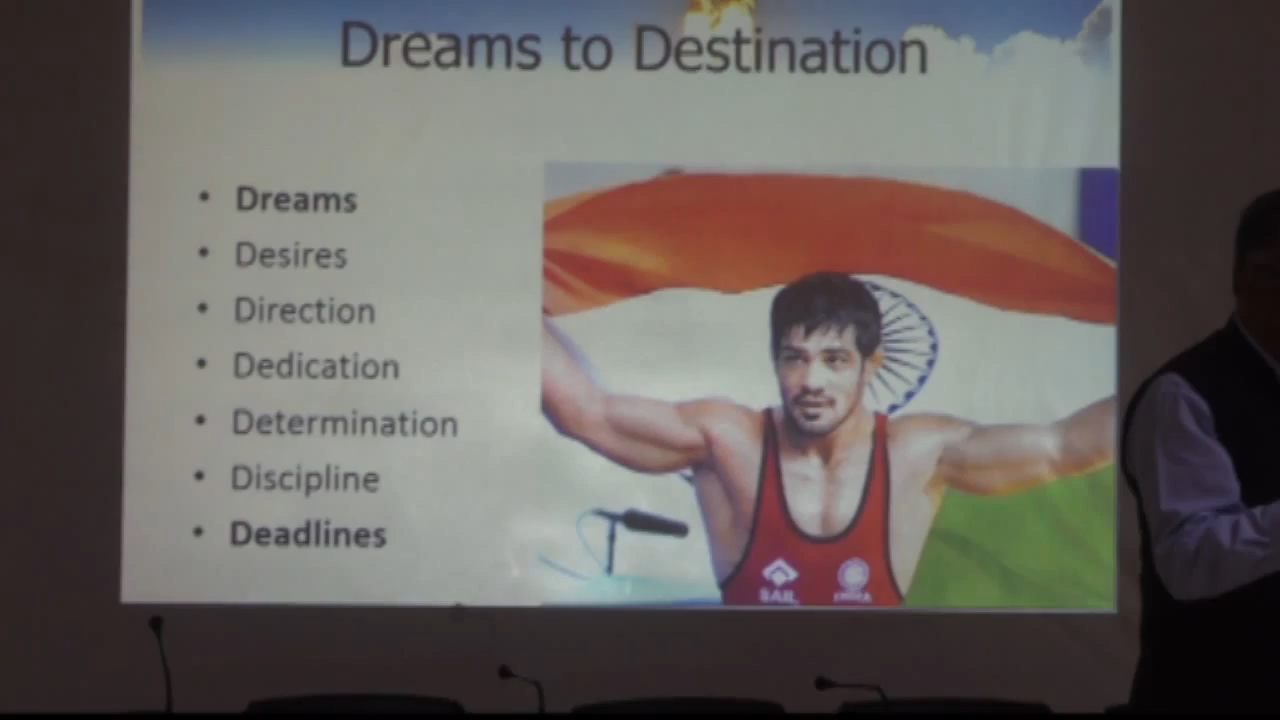 Dreams to Destination
• Dreams
• Desires
• Direction
• Dedication
• Determination
• Discipline
• Deadlines
SAIL